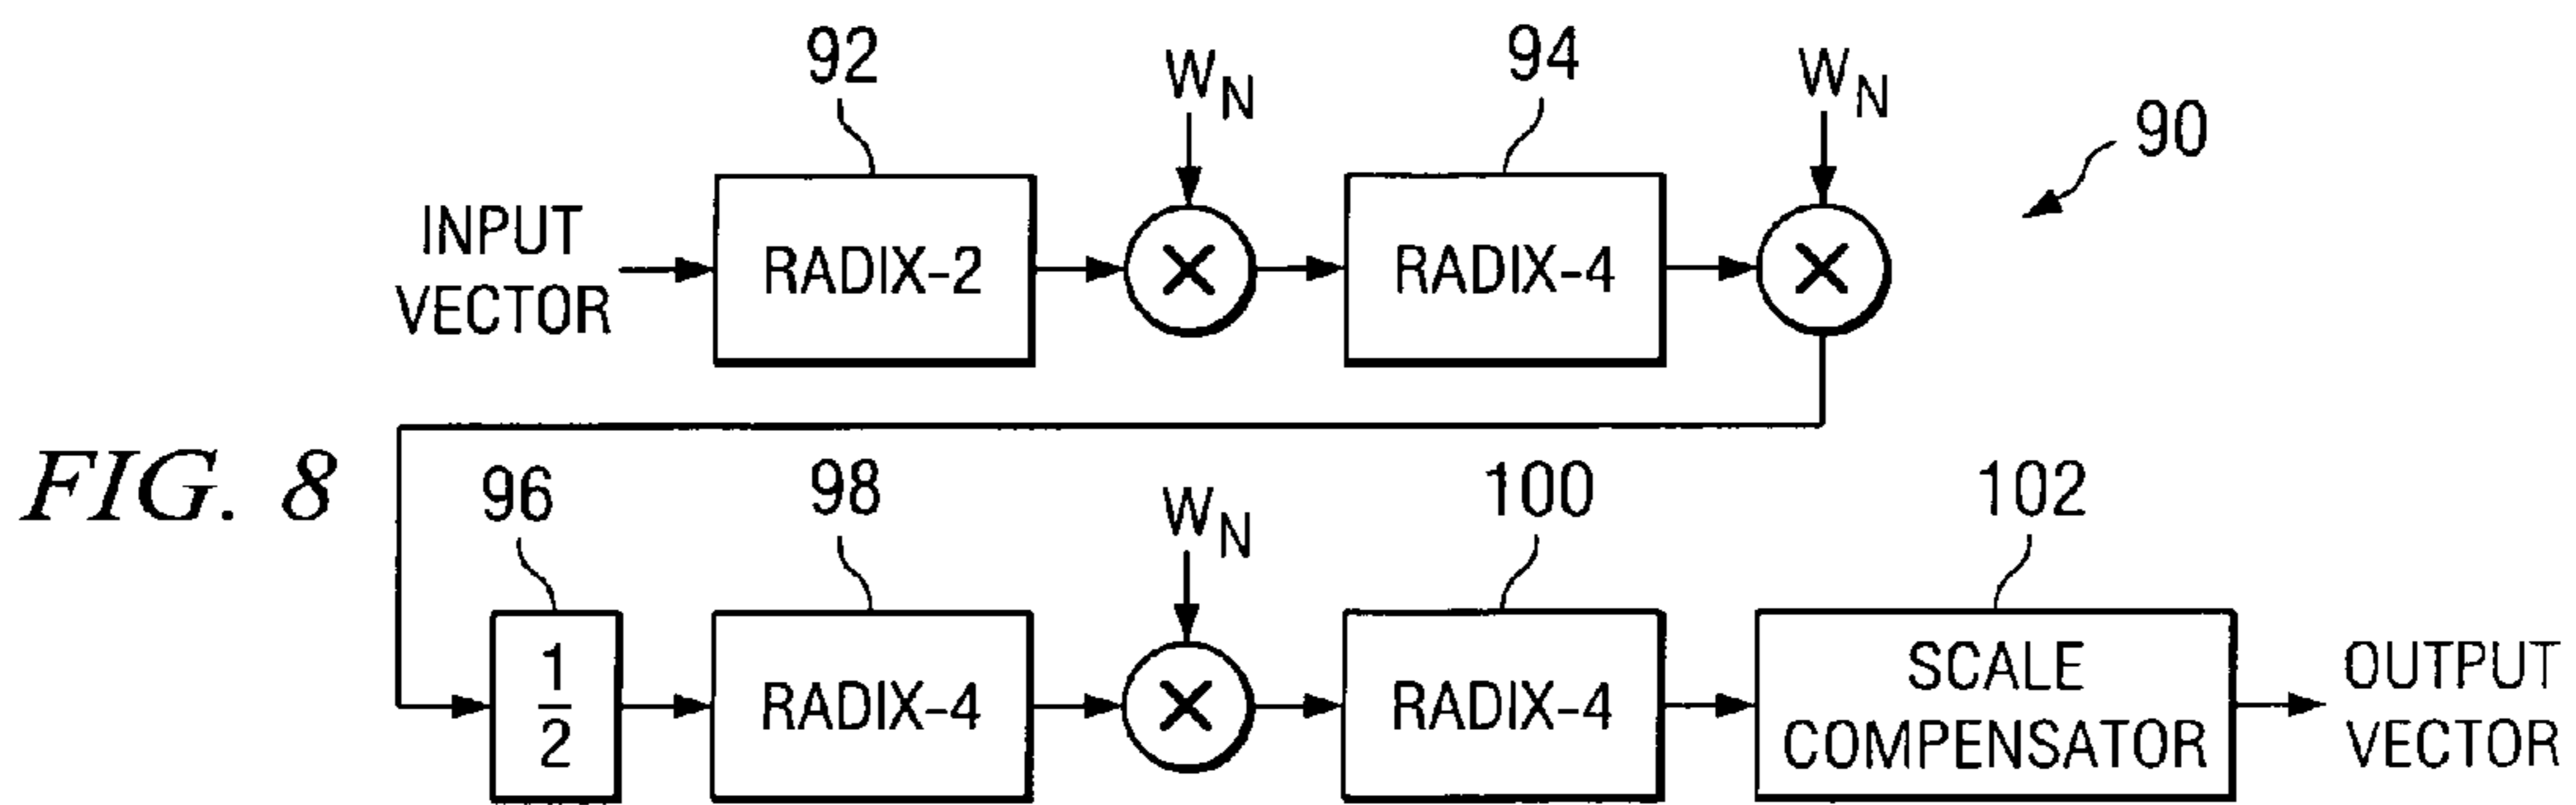 92
W_N
94
W_N
90
INPUT
VECTOR
RADIX-2
×
RADIX-4
×
FIG. 8
96
98
W_N
100
102
1
2
RADIX-4
×
RADIX-4
SCALE
COMPENSATOR
OUTPUT
VECTOR